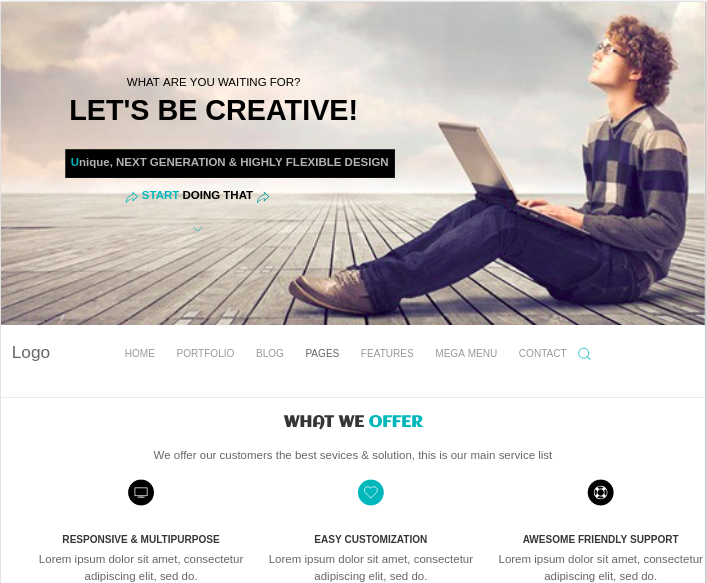 WHAT ARE YOU WAITING FOR?
LET'S BE CREATIVE!
Unique, NEXT GENERATION & HIGHLY FLEXIBLE DESIGN
START DOING THAT
Logo
HOME PORTFOLIO BLOG PAGES FEATURES MEGA MENU CONTACT
WHAT WE OFFER
We offer our customers the best sevices & solution, this is our main service list
RESPONSIVE & MULTIPURPOSE
Lorem ipsum dolor sit amet, consectetur
adipiscing elit, sed do.
EASY CUSTOMIZATION
Lorem ipsum dolor sit amet, consectetur
adipiscing elit, sed do.
AWESOME FRIENDLY SUPPORT
Lorem ipsum dolor sit amet, consectetur
adipiscing elit, sed do.